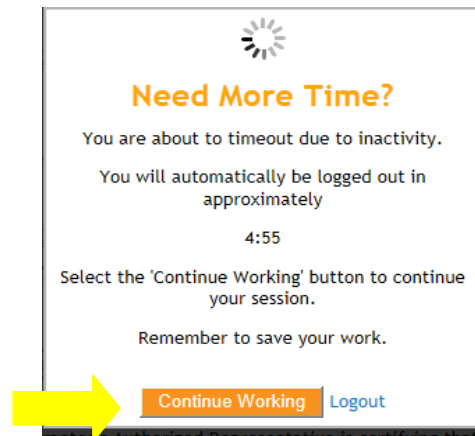 Need More Time?
You are about to timeout due to inactivity.
You will automatically be logged out in
approximately
4:55
Select the 'Continue Working' button to continue
your session.
Remember to save your work.
Continue Working Logout